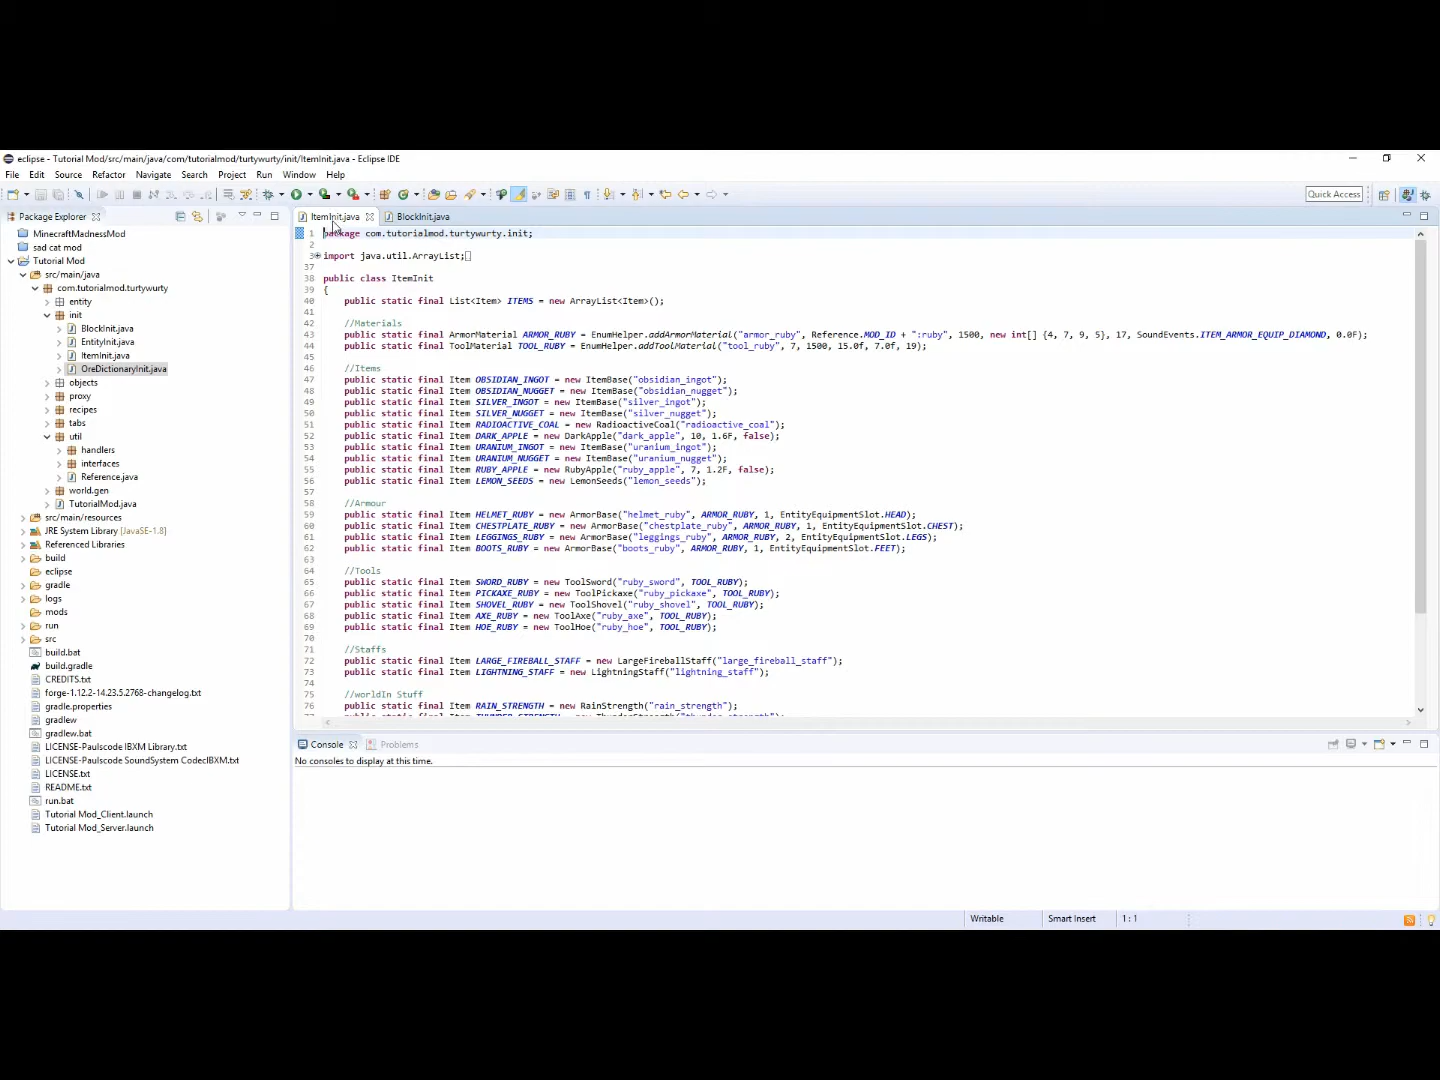 eclipse - Tutorial Mod/src/main/java/com/tutorialmod/turtywurty/init/ItemInit.java - Eclipse IDE
File Edit Source Refactor Navigate Search Project Run Window Help
Quick Access
Package Explorer
ItemInit.java BlockInit.java
MinecraftMadnessMod
sad cat mod
Tutorial Mod
src/main/java
com.tutorialmod.turtywurty
entity
init
BlockInit.java
EntityInit.java
ItemInit.java
OreDictionaryInit.java
objects
proxy
recipes
tabs
util
handlers
interfaces
Reference.java
world.gen
TutorialMod.java
src/main/resources
JRE System Library [JavaSE-1.8]
Referenced Libraries
build
eclipse
gradle
logs
mods
run
src
build.bat
build.gradle
CREDITS.txt
forge-1.12.2-14.23.5.2768-changelog.txt
gradle.properties
gradlew
gradlew.bat
LICENSE-Paulscode IBXM Library.txt
LICENSE-Paulscode SoundSystem CodecIBXM.txt
LICENSE.txt
README.txt
run.bat
Tutorial Mod_Client.launch
Tutorial Mod_Server.launch
1 package com.tutorialmod.turtywurty.init;
2
3 import java.util.ArrayList;
37
38 public class ItemInit
39 {
40 public static final List<Item> ITEMS = new ArrayList<Item>();
41
42 //Materials
43 public static final ArmorMaterial ARMOR_RUBY = EnumHelper.addArmorMaterial("armor_ruby", Reference.MOD_ID + ":ruby", 1500, new int[] {4, 7, 9, 5}, 17, SoundEvents.ITEM_ARMOR_EQUIP_DIAMOND, 0.0F);
44 public static final ToolMaterial TOOL_RUBY = EnumHelper.addToolMaterial("tool_ruby", 7, 1500, 15.0f, 7.0f, 19);
45
46 //Items
47 public static final Item OBSIDIAN_INGOT = new ItemBase("obsidian_ingot");
48 public static final Item OBSIDIAN_NUGGET = new ItemBase("obsidian_nugget");
49 public static final Item SILVER_INGOT = new ItemBase("silver_ingot");
50 public static final Item SILVER_NUGGET = new ItemBase("silver_nugget");
51 public static final Item RADIOACTIVE_COAL = new RadioactiveCoal("radioactive_coal");
52 public static final Item DARK_APPLE = new DarkApple("dark_apple", 10, 1.6F, false);
53 public static final Item URANIUM_INGOT = new ItemBase("uranium_ingot");
54 public static final Item URANIUM_NUGGET = new ItemBase("uranium_nugget");
55 public static final Item RUBY_APPLE = new RubyApple("ruby_apple", 7, 1.2F, false);
56 public static final Item LEMON_SEEDS = new LemonSeeds("lemon_seeds");
57
58 //Armour
59 public static final Item HELMET_RUBY = new ArmorBase("helmet_ruby", ARMOR_RUBY, 1, EntityEquipmentSlot.HEAD);
60 public static final Item CHESTPLATE_RUBY = new ArmorBase("chestplate_ruby", ARMOR_RUBY, 1, EntityEquipmentSlot.CHEST);
61 public static final Item LEGGINGS_RUBY = new ArmorBase("leggings_ruby", ARMOR_RUBY, 2, EntityEquipmentSlot.LEGS);
62 public static final Item BOOTS_RUBY = new ArmorBase("boots_ruby", ARMOR_RUBY, 1, EntityEquipmentSlot.FEET);
63
64 //Tools
65 public static final Item SWORD_RUBY = new ToolSword("ruby_sword", TOOL_RUBY);
66 public static final Item PICKAXE_RUBY = new ToolPickaxe("ruby_pickaxe", TOOL_RUBY);
67 public static final Item SHOVEL_RUBY = new ToolShovel("ruby_shovel", TOOL_RUBY);
68 public static final Item AXE_RUBY = new ToolAxe("ruby_axe", TOOL_RUBY);
69 public static final Item HOE_RUBY = new ToolHoe("ruby_hoe", TOOL_RUBY);
70
71 //Staffs
72 public static final Item LARGE_FIREBALL_STAFF = new LargeFireballStaff("large_fireball_staff");
73 public static final Item LIGHTNING_STAFF = new LightningStaff("lightning_staff");
74
75 //worldIn Stuff
76 public static final Item RAIN_STRENGTH = new RainStrength("rain_strength");
Console Problems
No consoles to display at this time.
Writable Smart Insert 1 : 1